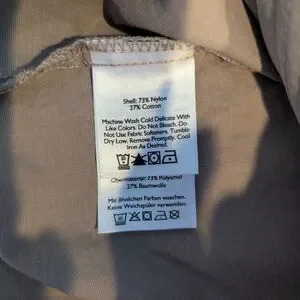 Shell: 73% Nylon
27% Cotton
Machine Wash Cold Delicate With
Like Colors. Do Not Bleach. Do
Not Use Fabric Softeners. Tumble
Dry Low. Remove Promptly. Cool
Iron As Desired.
Obermaterial: 73% Polyamid
27% Baumwolle
Mit ähnlichen Farben waschen.
Keine Weichspüler verwenden.